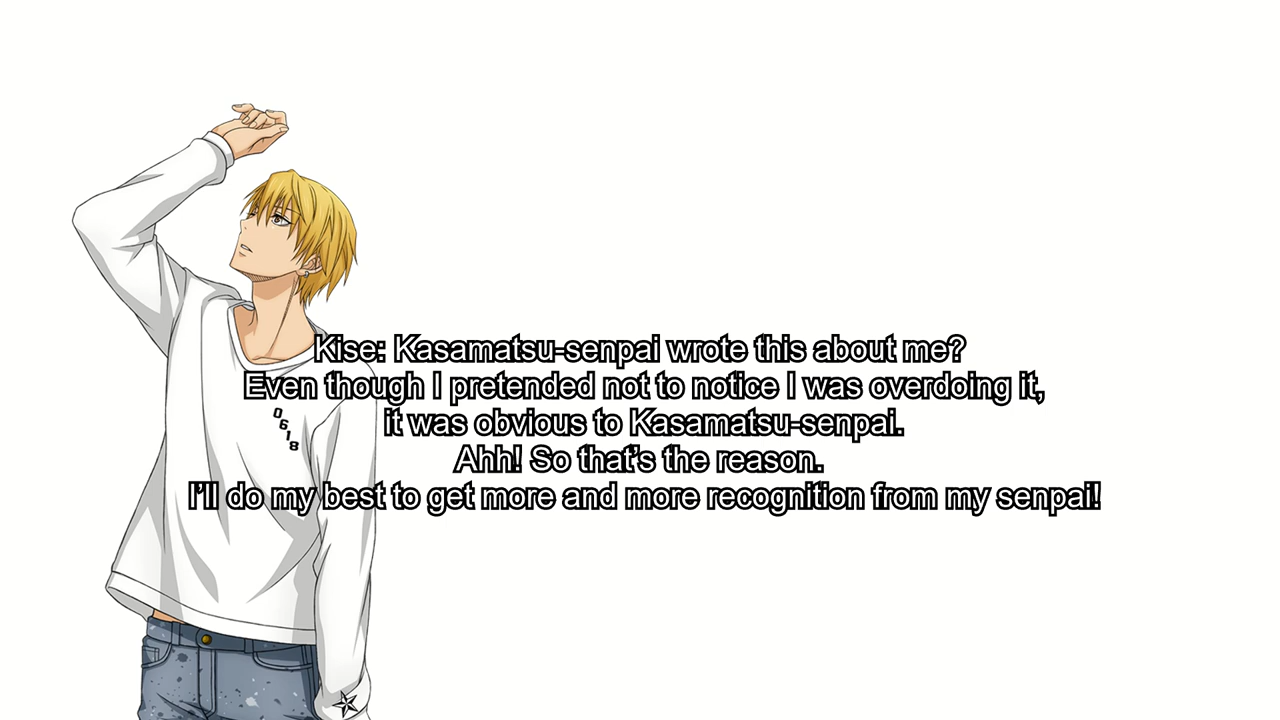 Kise: Kasamatsu-senpai wrote this about me?
Even though I pretended not to notice I was overdoing it,
it was obvious to Kasamatsu-senpai.
Ahh! So that's the reason.
I'll do my best to get more and more recognition from my senpai!
0618